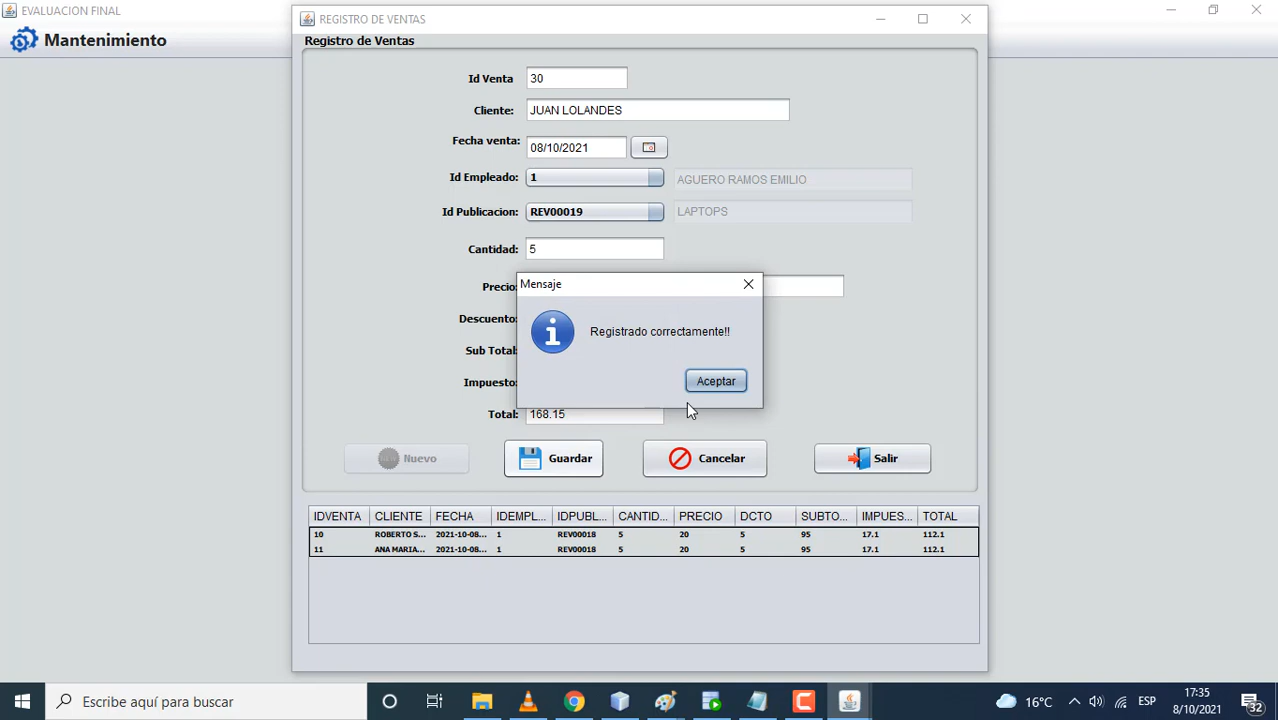 EVALUACION FINAL
Mantenimiento
REGISTRO DE VENTAS
Registro de Ventas
Id Venta 30
Cliente: JUAN LOLANDES
Fecha venta: 08/10/2021
Id Empleado: 1 AGUERO RAMOS EMILIO
Id Publicacion: REV00019 LAPTOPS
Cantidad: 5
Precio:
Mensaje
Descuento:
Registrado correctamente!!
Sub Total:
Impuesto:
Aceptar
Total: 168.15
Nuevo Guardar Cancelar Salir
IDVENTA CLIENTE FECHA IDEMPL... IDPUBL... CANTID... PRECIO DCTO SUBTO... IMPUES... TOTAL
10 ROBERTO S... 2021-10-08... 1 REV00018 5 20 5 95 17.1 112.1
11 ANA MARIA... 2021-10-08... 1 REV00018 5 20 5 95 17.1 112.1
Escribe aquí para buscar
16°C ESP
17:35
8/10/2021
32